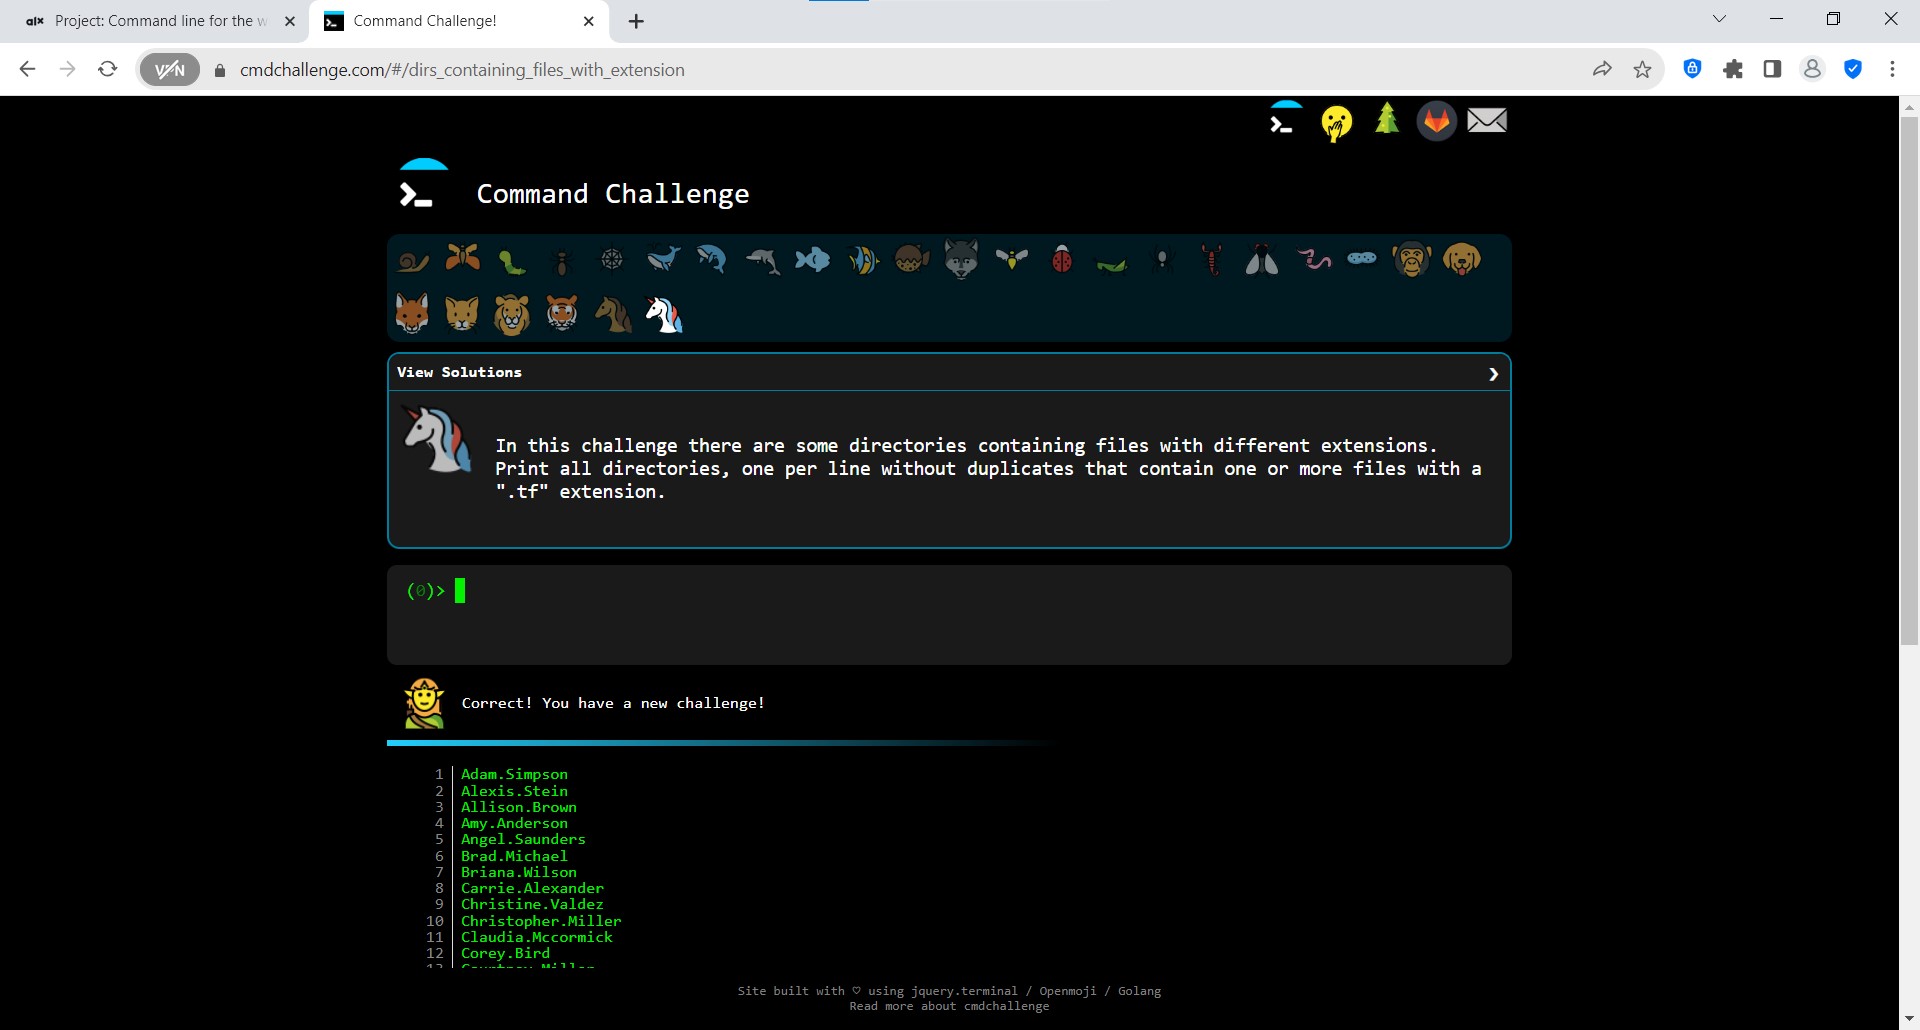 alx Project: Command line for the w
Command Challenge!
VPN cmdchallenge.com/#/dirs_containing_files_with_extension
Command Challenge
View Solutions
In this challenge there are some directories containing files with different extensions.
Print all directories, one per line without duplicates that contain one or more files with a
".tf" extension.
(0)>
Correct! You have a new challenge!
1 Adam.Simpson
2 Alexis.Stein
3 Allison.Brown
4 Amy.Anderson
5 Angel.Saunders
6 Brad.Michael
7 Briana.Wilson
8 Carrie.Alexander
9 Christine.Valdez
10 Christopher.Miller
11 Claudia.Mccormick
12 Corey.Bird
13 Courtney.Miller
Site built with ♡ using jquery.terminal / Openmoji / Golang
Read more about cmdchallenge